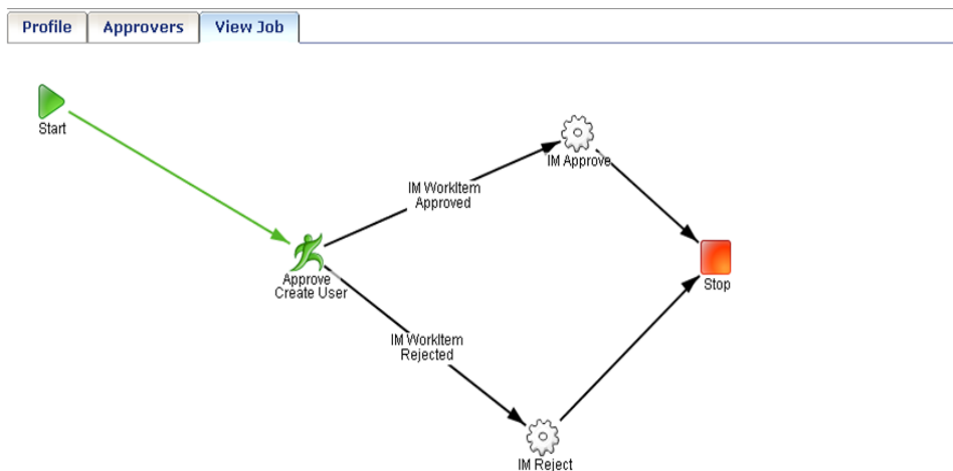 Profile
Approvers
View Job
Start
IM Approve
IM WorkItem
Approved
Approve
Create User
Stop
IM WorkItem
Rejected
IM Reject